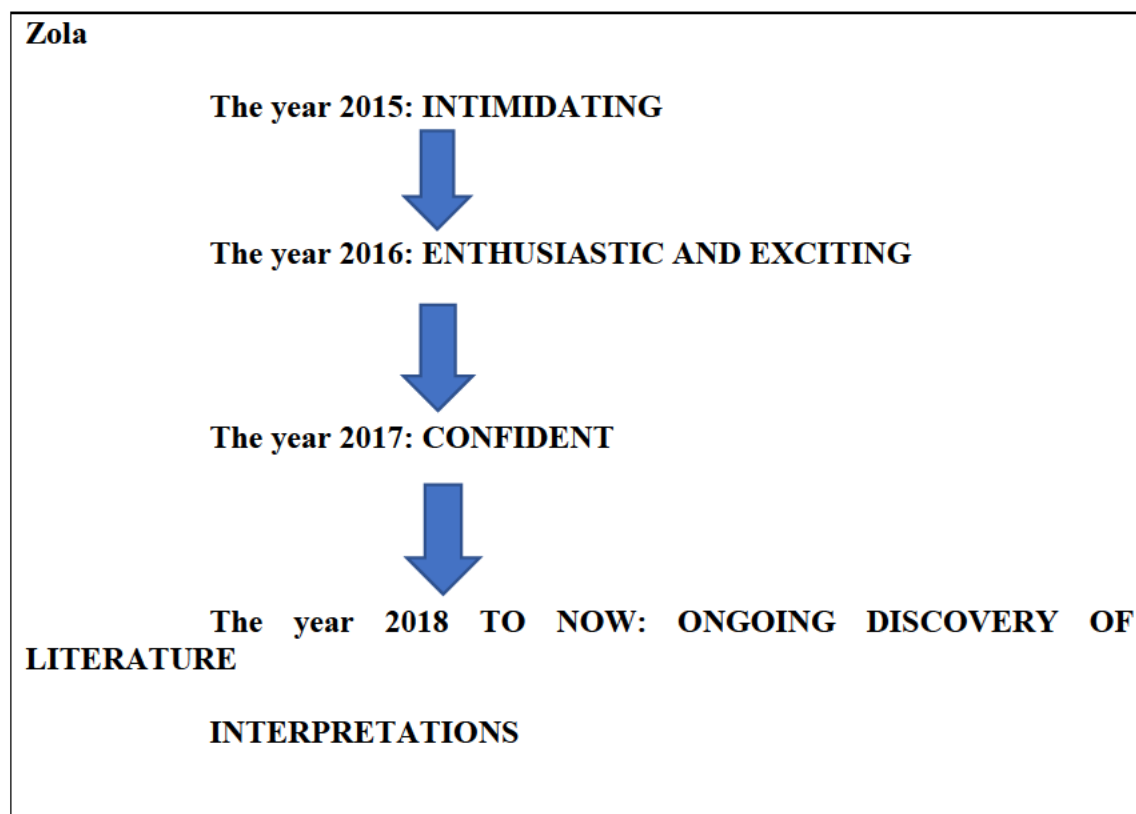 Zola
The year 2015: INTIMIDATING
The year 2016: ENTHUSIASTIC AND EXCITING
The year 2017: CONFIDENT
The year 2018 TO NOW: ONGOING DISCOVERY OF
LITERATURE
INTERPRETATIONS